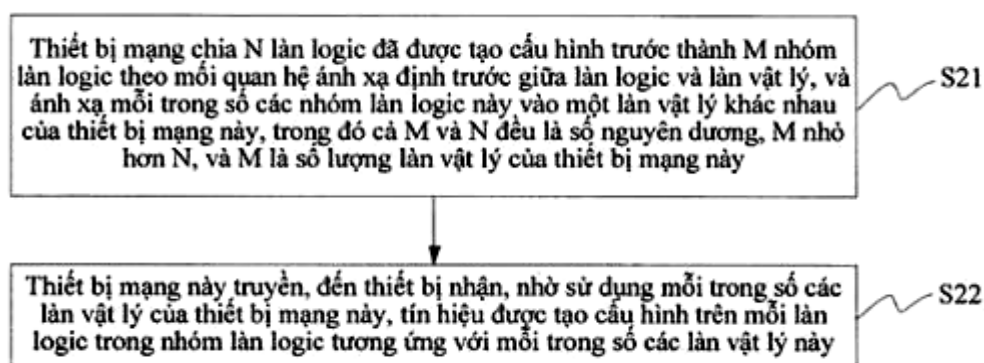 Thiết bị mạng chia N làn logic đã được tạo cấu hình trước thành M nhóm
làn logic theo mối quan hệ ánh xạ định trước giữa làn logic và làn vật lý, và
ánh xạ mỗi trong số các nhóm làn logic này vào một làn vật lý khác nhau
của thiết bị mạng này, trong đó cả M và N đều là số nguyên dương, M nhỏ
hơn N, và M là số lượng làn vật lý của thiết bị mạng này
S21
Thiết bị mạng này truyền, đến thiết bị nhận, nhờ sử dụng mỗi trong số các
làn vật lý của thiết bị mạng này, tín hiệu được tạo cấu hình trên mỗi làn
logic trong nhóm làn logic tương ứng với mỗi trong số các làn vật lý này
S22